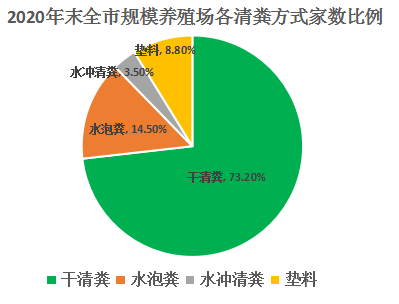 2020年末全市规模养殖场各清粪方式家数比例
垫料, 8.80%
水冲清粪, 3.50%
水泡粪, 14.50%
干清粪, 73.20%
干清粪 水泡粪 水冲清粪 垫料